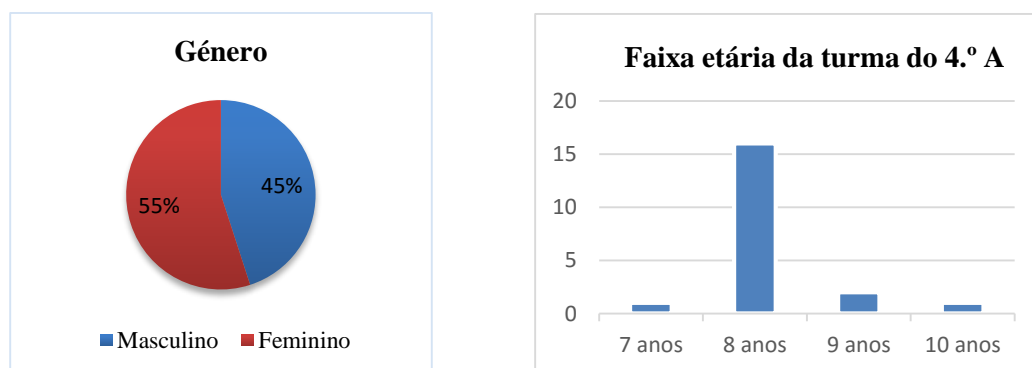 Género
45%
55%
Masculino Feminino
Faixa etária da turma do 4.º A
20
15
10
5
0
7 anos 8 anos 9 anos 10 anos